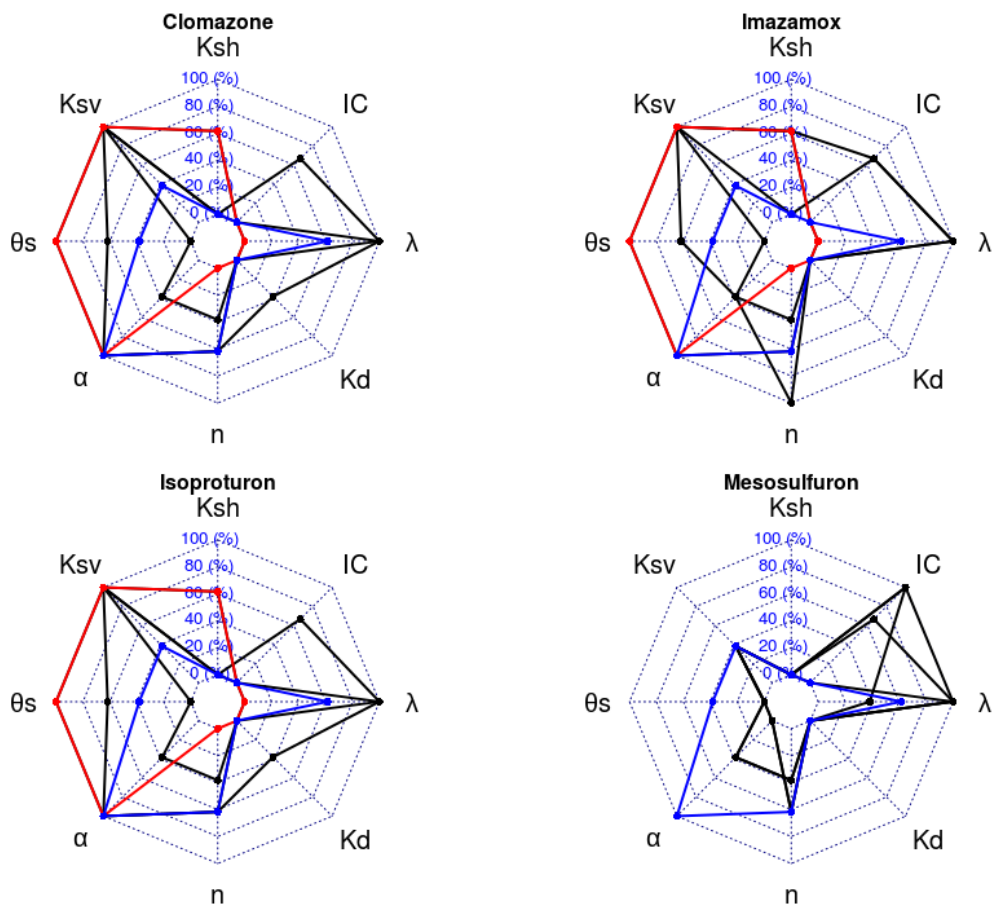 Clomazone
Ksh
100 (%)
80 (%)
60 (%)
40 (%)
20 (%)
0 (%)
Ksv
IC
θs
λ
α
Kd
n
Imazamox
Ksh
100 (%)
80 (%)
60 (%)
40 (%)
20 (%)
0 (%)
Ksv
IC
θs
λ
α
Kd
n
Isoproturon
Ksh
100 (%)
80 (%)
60 (%)
40 (%)
20 (%)
0 (%)
Ksv
IC
θs
λ
α
Kd
n
Mesosulfuron
Ksh
100 (%)
80 (%)
60 (%)
40 (%)
20 (%)
0 (%)
Ksv
IC
θs
λ
α
Kd
n